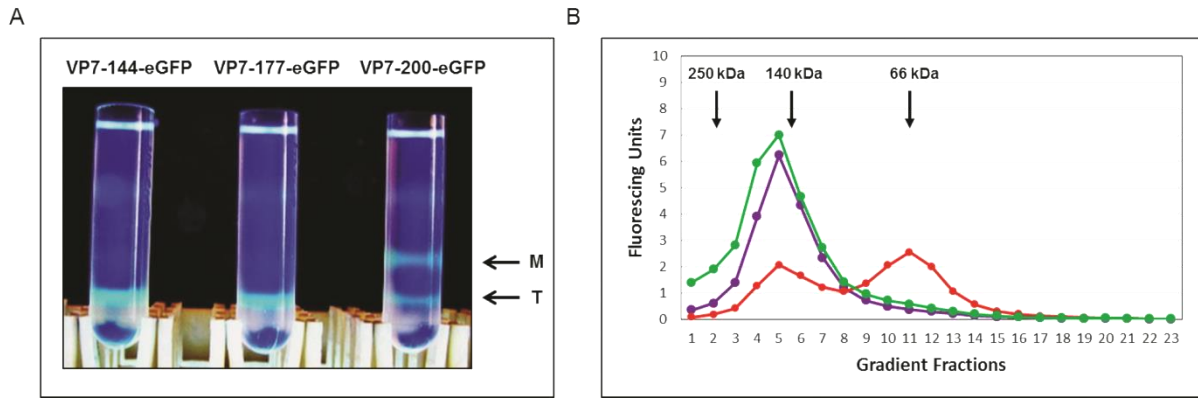 A
VP7-144-eGFP VP7-177-eGFP VP7-200-eGFP
M
T
B
250 kDa 140 kDa 66 kDa
Fluorescing Units
10
9
8
7
6
5
4
3
2
1
0
1 2 3 4 5 6 7 8 9 10 11 12 13 14 15 16 17 18 19 20 21 22 23
Gradient Fractions